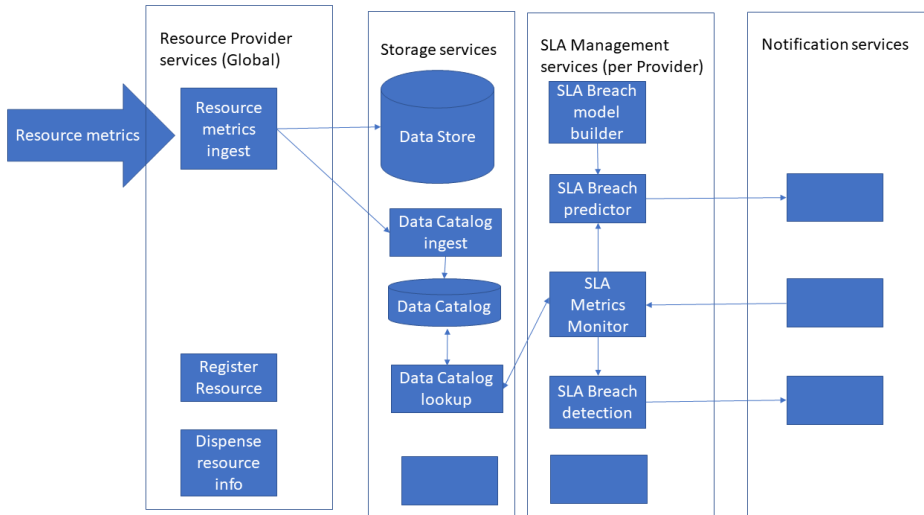 Resource Provider
services (Global)
Resource metrics
Resource
metrics
ingest
Register
Resource
Dispense
resource
info
Storage services
Data Store
Data Catalog
ingest
Data Catalog
Data Catalog
lookup
SLA Management
services (per Provider)
SLA Breach
model
builder
SLA Breach
predictor
SLA
Metrics
Monitor
SLA Breach
detection
Notification services